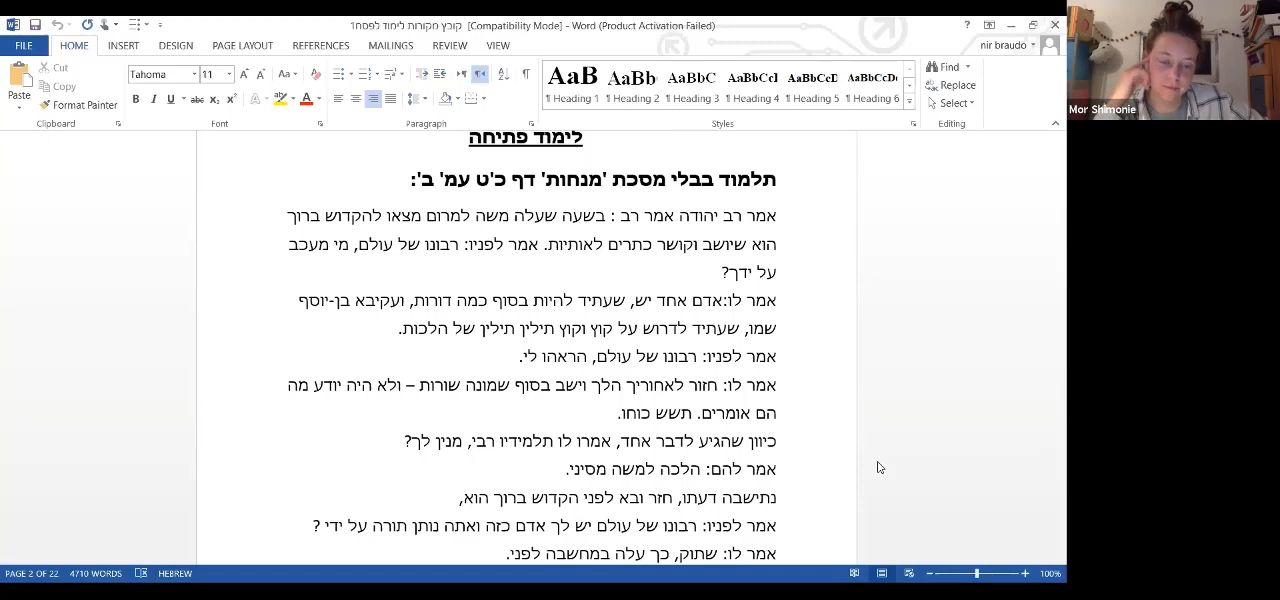 קובץ מקורות לימוד לפסח1 [Compatibility Mode] - Word (Product Activation Failed)
FILE HOME INSERT DESIGN PAGE LAYOUT REFERENCES MAILINGS REVIEW VIEW nir braudo
Paste
Cut
Copy
Format Painter
Clipboard
Tahoma 11
Font
Paragraph
AaB AaBb AaBbC AaBbCcI AaBbCcD AaBbCcDc
¶ Heading 1 ¶ Heading 2 ¶ Heading 3 ¶ Heading 4 ¶ Heading 5 ¶ Heading 6
Styles
Find
Replace
Select
Editing
Mor Shimonie
לימוד פתיחה
תלמוד בבלי מסכת 'מנחות' דף כ'ט עמ' ב':
אמר רב יהודה אמר רב : בשעה שעלה משה למרום מצאו להקדוש ברוך
הוא שיושב וקושר כתרים לאותיות. אמר לפניו: רבונו של עולם, מי מעכב
על ידך?
אמר לו:אדם אחד יש, שעתיד להיות בסוף כמה דורות, ועקיבא בן-יוסף
שמו, שעתיד לדרוש על קוץ וקוץ תילין תילין של הלכות.
אמר לפניו: רבונו של עולם, הראהו לי.
אמר לו: חזור לאחוריך הלך וישב בסוף שמונה שורות – ולא היה יודע מה
הם אומרים. תשש כוחו.
כיוון שהגיע לדבר אחד, אמרו לו תלמידיו רבי, מנין לך?
אמר להם: הלכה למשה מסיני.
נתישבה דעתו, חזר ובא לפני הקדוש ברוך הוא,
אמר לפניו: רבונו של עולם יש לך אדם כזה ואתה נותן תורה על ידי ?
אמר לו: שתוק, כך עלה במחשבה לפני.
PAGE 2 OF 22 4710 WORDS HEBREW 100%